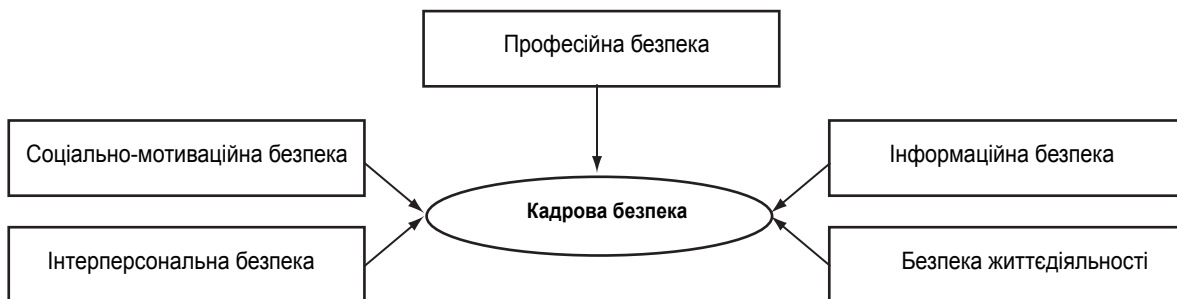 Професійна безпека
Соціально-мотиваційна безпека
Інформаційна безпека
Кадрова безпека
Інтерперсональна безпека
Безпека життєдіяльності